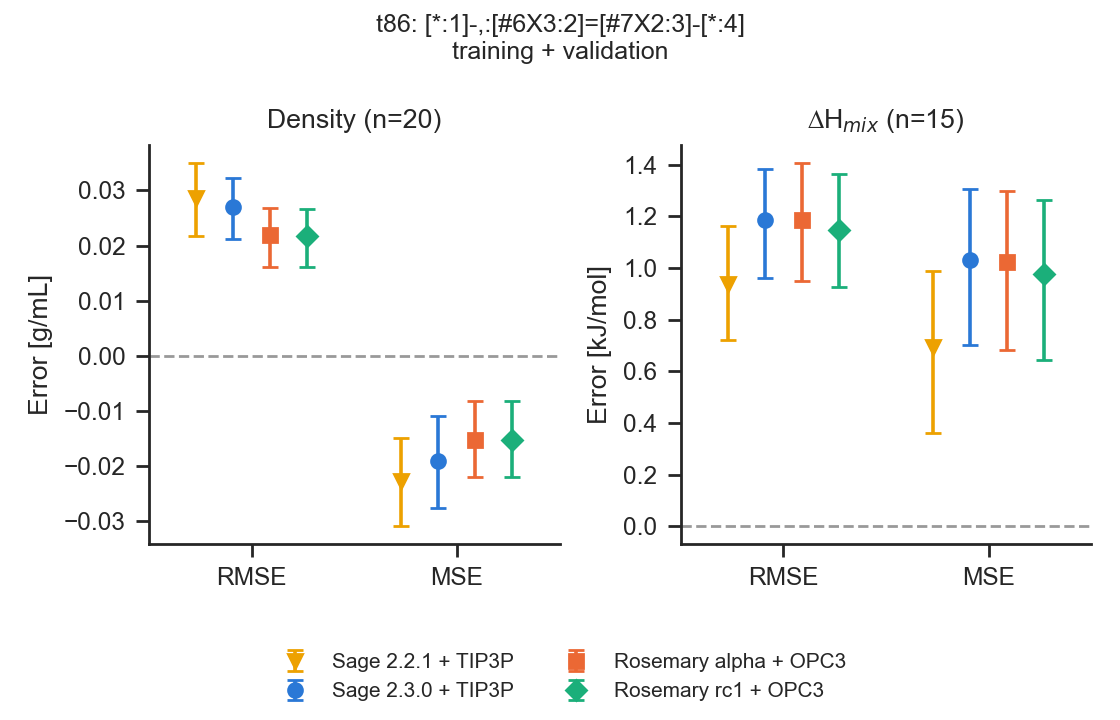 t86: [*:1]-,:[#6X3:2]=[#7X2:3]-[*:4]
training + validation
Density (n=20)
Error [g/mL]
0.03
0.02
0.01
0.00
−0.01
−0.02
−0.03
RMSE
MSE
ΔHmix (n=15)
Error [kJ/mol]
1.4
1.2
1.0
0.8
0.6
0.4
0.2
0.0
RMSE
MSE
Sage 2.2.1 + TIP3P
Sage 2.3.0 + TIP3P
Rosemary alpha + OPC3
Rosemary rc1 + OPC3